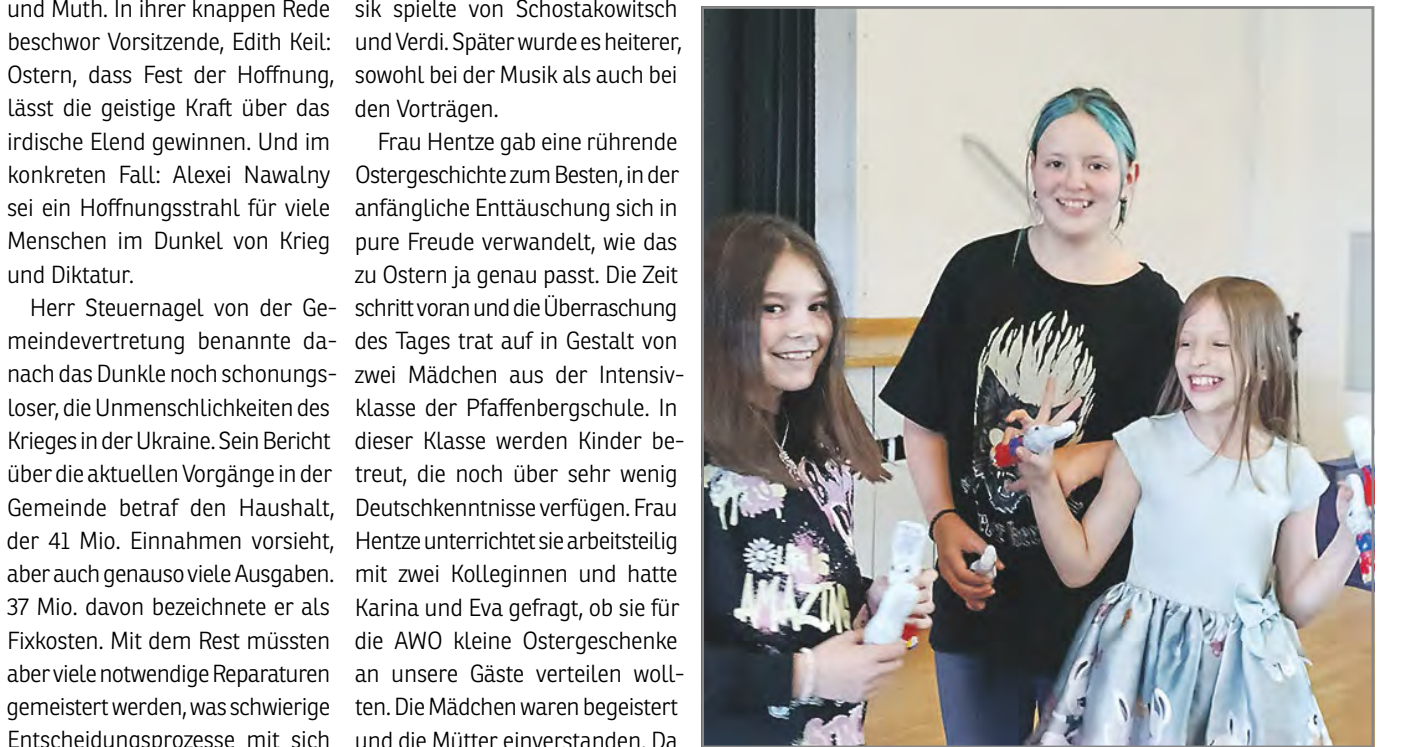 und Muth. In ihrer knappen Rede
beschwor Vorsitzende, Edith Keil:
Ostern, dass Fest der Hoffnung,
lässt die geistige Kraft über das
irdische Elend gewinnen. Und im
konkreten Fall: Alexei Nawalny
sei ein Hoffnungsstrahl für viele
Menschen im Dunkel von Krieg
und Diktatur.
Herr Steuernagel von der Ge-
meindevertretung benannte da-
nach das Dunkle noch schonungs-
loser, die Unmenschlichkeiten des
Krieges in der Ukraine. Sein Bericht
über die aktuellen Vorgänge in der
Gemeinde betraf den Haushalt,
der 41 Mio. Einnahmen vorsieht,
aber auch genauso viele Ausgaben.
37 Mio. davon bezeichnete er als
Fixkosten. Mit dem Rest müssten
aber viele notwendige Reparaturen
gemeistert werden, was schwierige
Entscheidungsprozesse mit sich
sik spielte von Schostakowitsch
und Verdi. Später wurde es heiterer,
sowohl bei der Musik als auch bei
den Vorträgen.
Frau Hentze gab eine rührende
Ostergeschichte zum Besten, in der
anfängliche Enttäuschung sich in
pure Freude verwandelt, wie das
zu Ostern ja genau passt. Die Zeit
schritt voran und die Überraschung
des Tages trat auf in Gestalt von
zwei Mädchen aus der Intensiv-
klasse der Pfaffenbergschule. In
dieser Klasse werden Kinder be-
treut, die noch über sehr wenig
Deutschkenntnisse verfügen. Frau
Hentze unterrichtet sie arbeitsteilig
mit zwei Kolleginnen und hatte
Karina und Eva gefragt, ob sie für
die AWO kleine Ostergeschenke
an unsere Gäste verteilen woll-
ten. Die Mädchen waren begeistert
und die Mütter einverstanden. Da
AMAZING